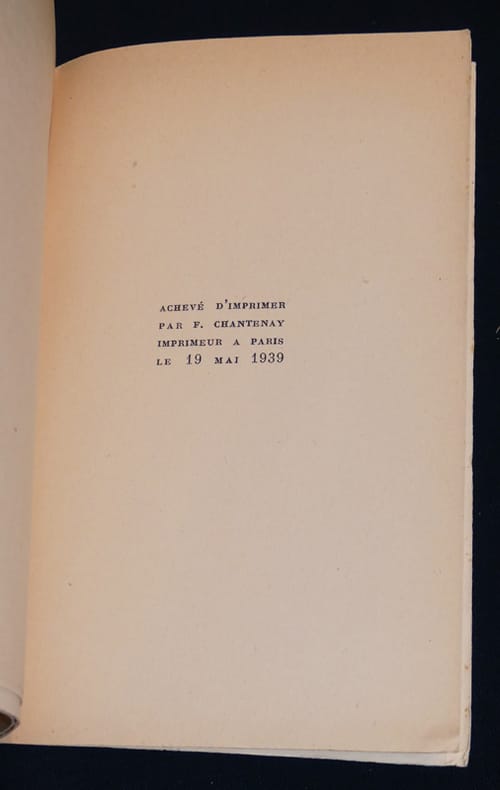 ACHEVÉ D'IMPRIMER
PAR F. CHANTENAY
IMPRIMEUR A PARIS
LE 19 MAI 1939